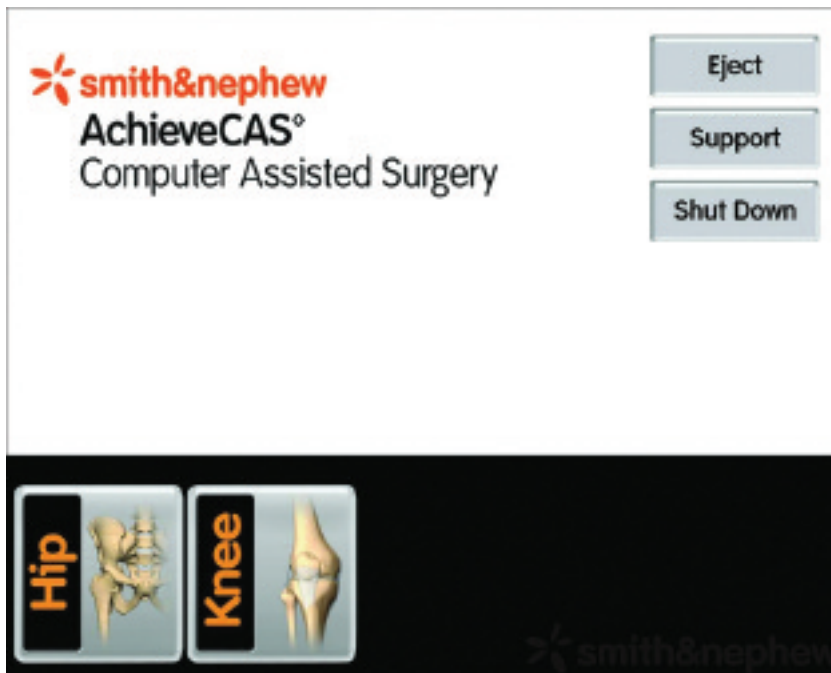 smith&nephew
AchieveCAS◊
Computer Assisted Surgery
Eject
Support
Shut Down
Hip
Knee
smith&nephew